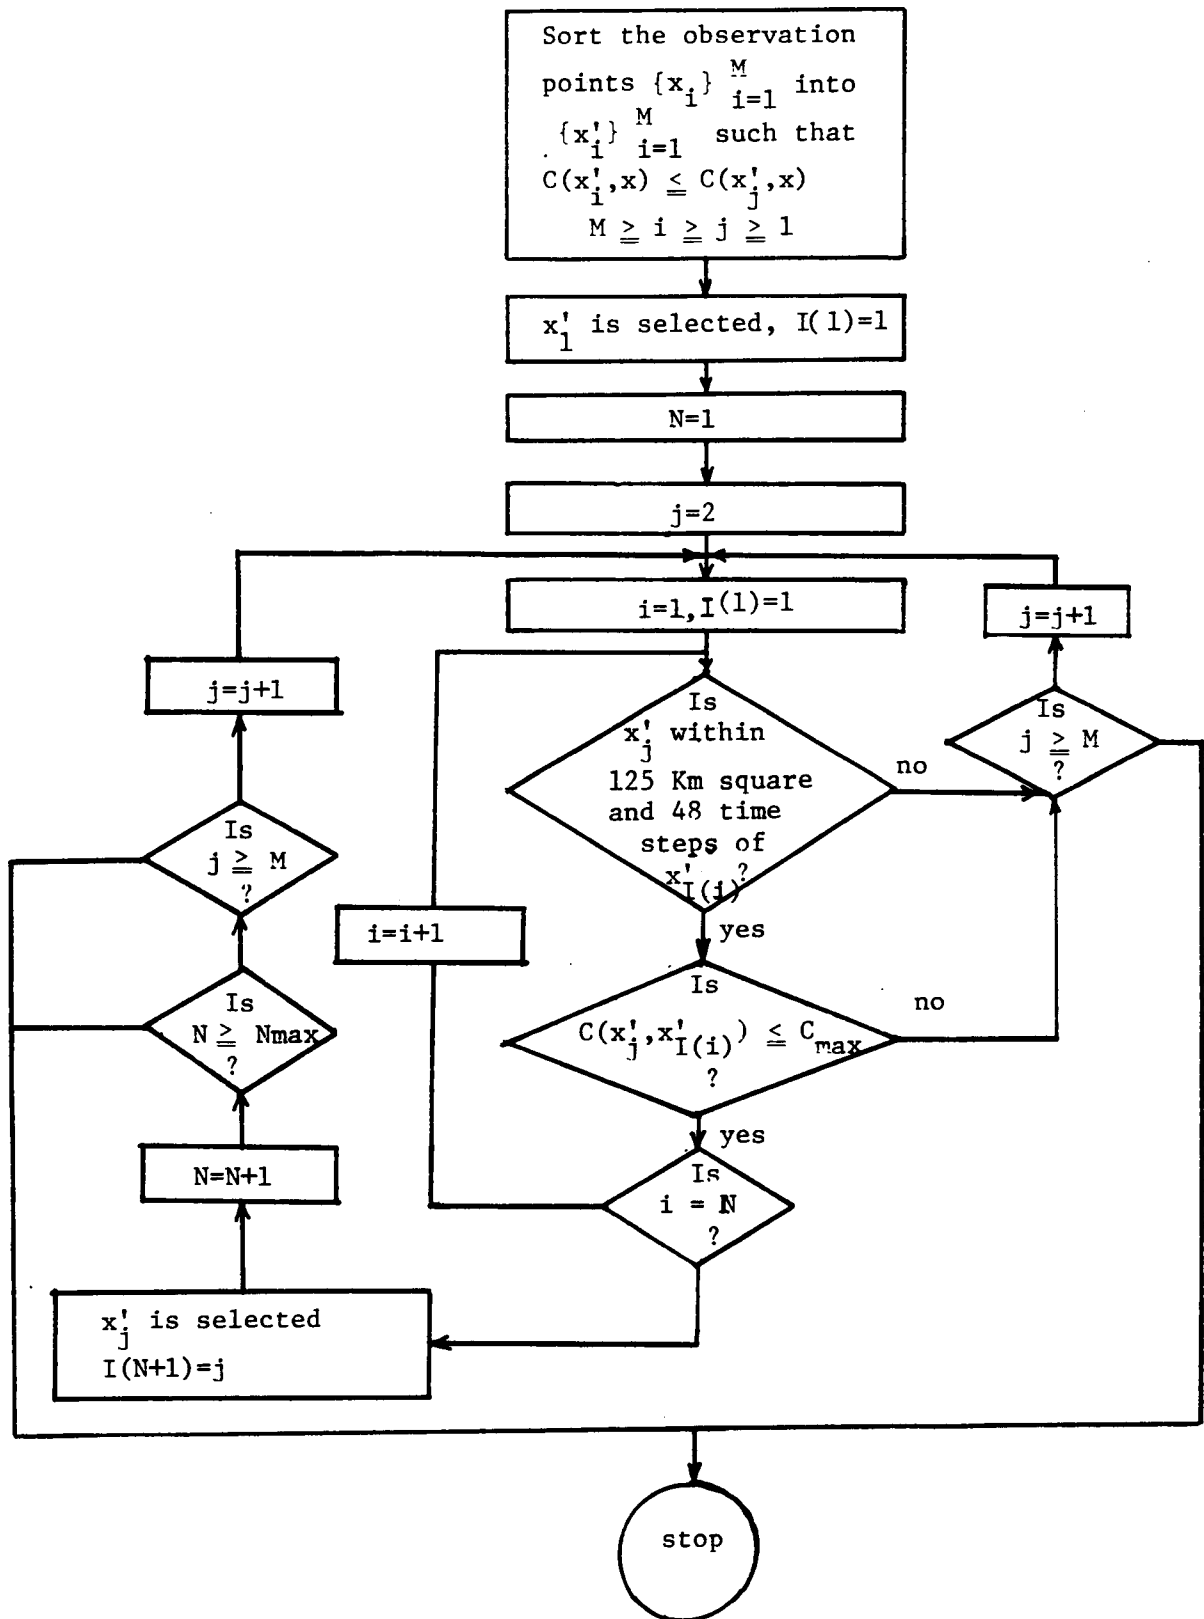 Sort the observation
points {x_i} M i=1 into
{x'_i} M i=1 such that
C(x'_i,x) ≦ C(x'_j,x)
M ≧ i ≧ j ≧ 1
x'_1 is selected, I(1)=1
N=1
j=2
i=1,I(1)=1
j=j+1
j=j+1
Is
x'_j within
125 Km square
and 48 time
steps of
x'_I(i) ?
no
Is
j ≧ M
?
Is
j ≧ M
?
i=i+1
yes
Is
C(x'_j,x'_I(i)) ≦ C_max
?
no
Is
N ≧ Nmax
?
yes
Is
i = N
?
N=N+1
x'_j is selected
I(N+1)=j
stop